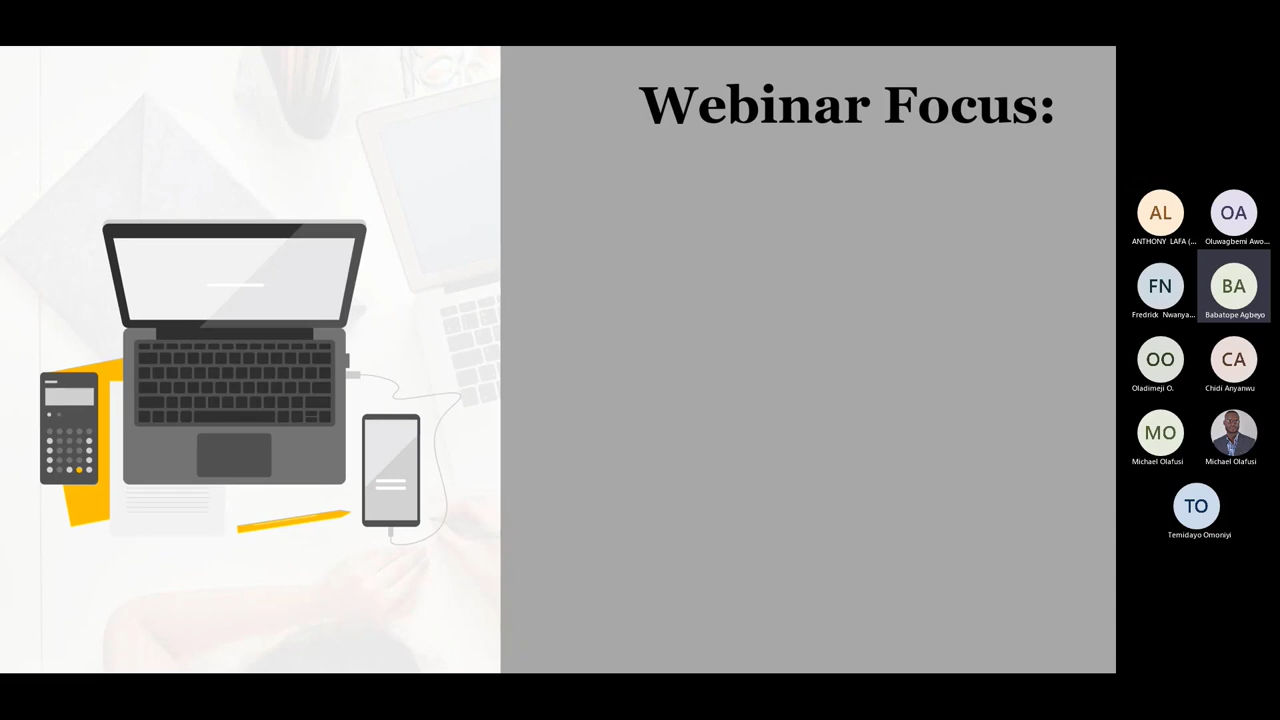 Webinar Focus:
AL
OA
ANTHONY LAFA (...
Oluwagbemi Awo...
FN
BA
Fredrick Nwanya...
Babatope Agbeyo
OO
CA
Oladimeji O.
Chidi Anyanwu
MO
Michael Olafusi
Michael Olafusi
TO
Temidayo Omoniyi